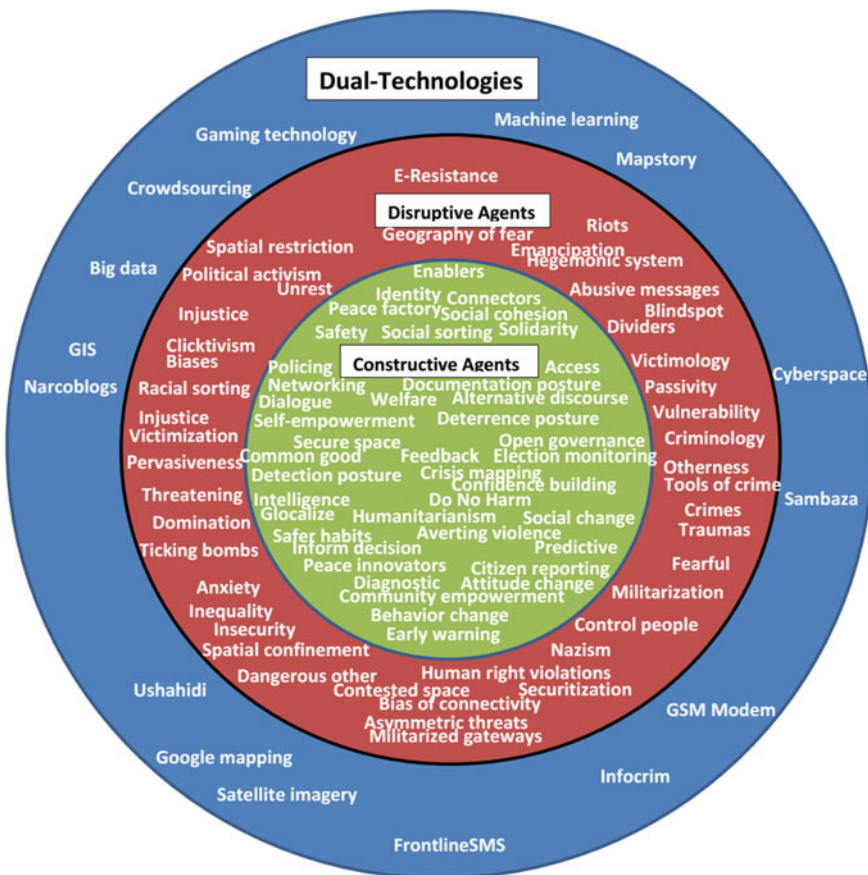 Dual-Technologies
Machine learning
Gaming technology
Mapstory
E-Resistance
Crowdsourcing
Disruptive Agents
Riots
Geography of fear
Spatial restriction
Emancipation
Hegemonic system
Big data
Political activism
Enablers
Unrest
Abusive messages
Identity
Connectors
Peace factory
Social cohesion
Injustice
Blindspot
Safety
Social sorting
Solidarity
Dividers
GIS
Clicktivism
Biases
Constructive Agents
Policing
Access
Victimology
Cyberspace
Narcoblogs
Racial sorting
Networking
Documentation posture
Passivity
Dialogue
Welfare
Alternative discourse
Injustice
Self-empowerment
Deterrence posture
Vulnerability
Victimization
Secure space
Open governance
Criminology
Pervasiveness
Common good
Feedback
Election monitoring
Otherness
Detection posture
Crisis mapping
Confidence building
Tools of crime
Threatening
Intelligence
Do No Harm
Sambaza
Glocalize
Humanitarianism
Social change
Crimes
Domination
Safer habits
Averting violence
Traumas
Ticking bombs
Inform decision
Predictive
Peace innovators
Citizen reporting
Fearful
Anxiety
Diagnostic
Attitude change
Community empowerment
Militarization
Inequality
Behavior change
Control people
Insecurity
Early warning
Spatial confinement
Nazism
Dangerous other
Human right violations
Ushahidi
Contested space
Securitization
Bias of connectivity
GSM Modem
Asymmetric threats
Militarized gateways
Google mapping
Infocrim
Satellite imagery
FrontlineSMS